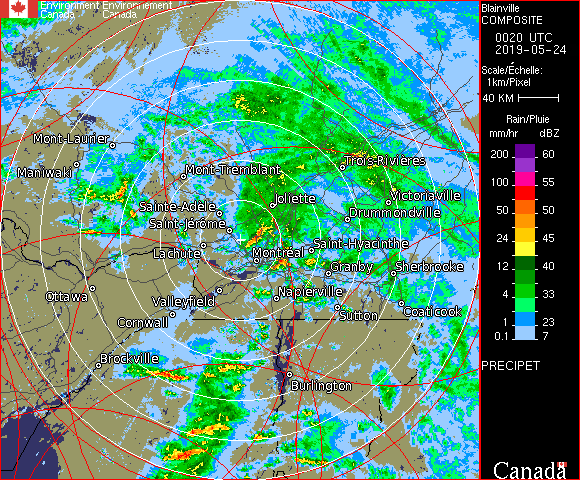 Environment Environnement
Canada Canada
Blainville
COMPOSITE
0020 UTC
2019-05-24
Scale/Échelle:
1km/Pixel
40 KM
Rain/Pluie
mm/hr dBZ
200 60
100 55
50 50
24 45
12 40
4 33
1 23
0.1 7
PRECIPET
Canada
Mont-Laurier
Maniwaki
Mont-Tremblant
Trois-Rivières
Sainte-Adele
Joliette
Victoriaville
Saint-Jérome
Drummondville
Lachute
Montréal
Saint-Hyacinthe
Granby
Sherbrooke
Ottawa
Valleyfield
Napierville
Coaticook
Cornwall
Sutton
Brockville
Burlington